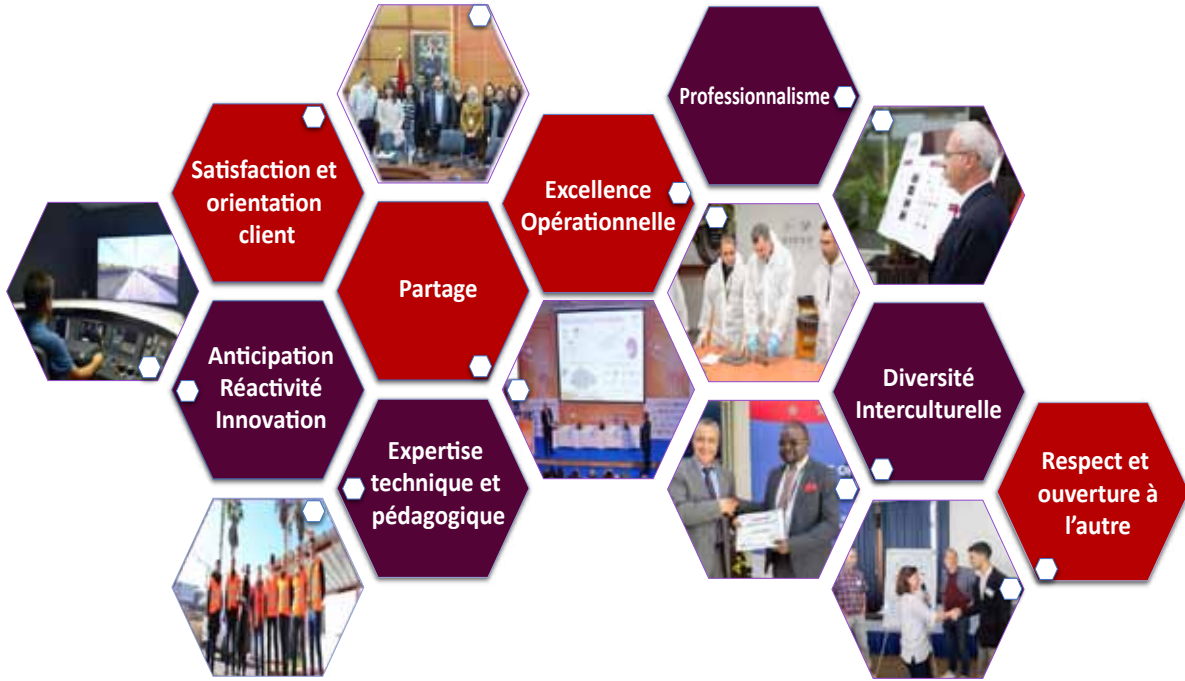 Professionnalisme
Satisfaction et
orientation
client
Excellence
Opérationnelle
Partage
Anticipation
Réactivité
Innovation
Diversité
Interculturelle
Expertise
technique et
pédagogique
Respect et
ouverture à
l’autre